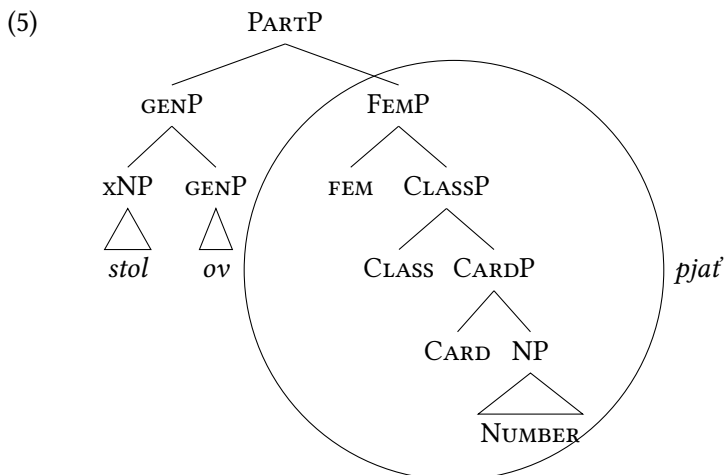 (5) PartP
genP FemP
xNP genP fem ClassP
stol ov Class CardP pjat’
Card NP
Number